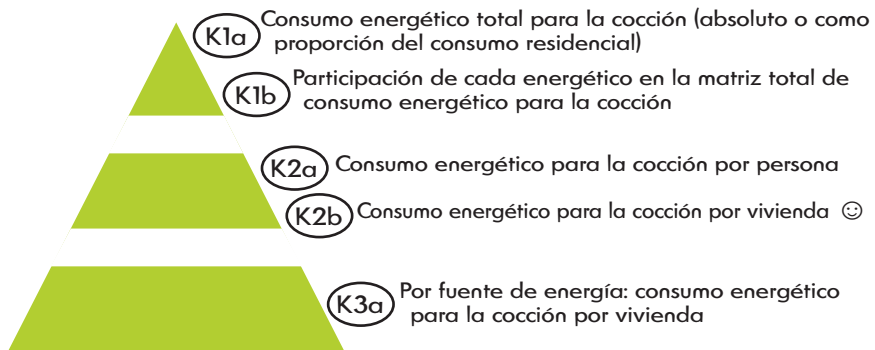 K1a Consumo energético total para la cocción (absoluto o como
proporción del consumo residencial)
K1b Participación de cada energético en la matriz total de
consumo energético para la cocción
K2a Consumo energético para la cocción por persona
K2b Consumo energético para la cocción por vivienda ☺
K3a Por fuente de energía: consumo energético
para la cocción por vivienda